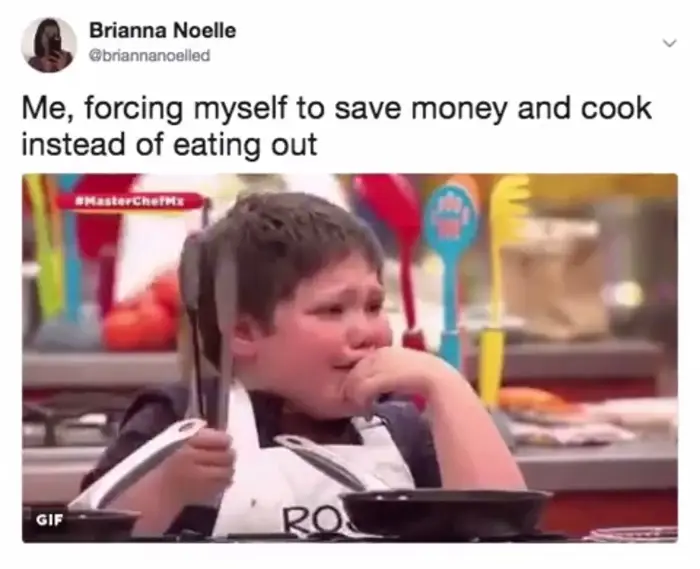 Brianna Noelle
@briannanoelled
Me, forcing myself to save money and cook
instead of eating out
#MasterChefMx
RO
GIF